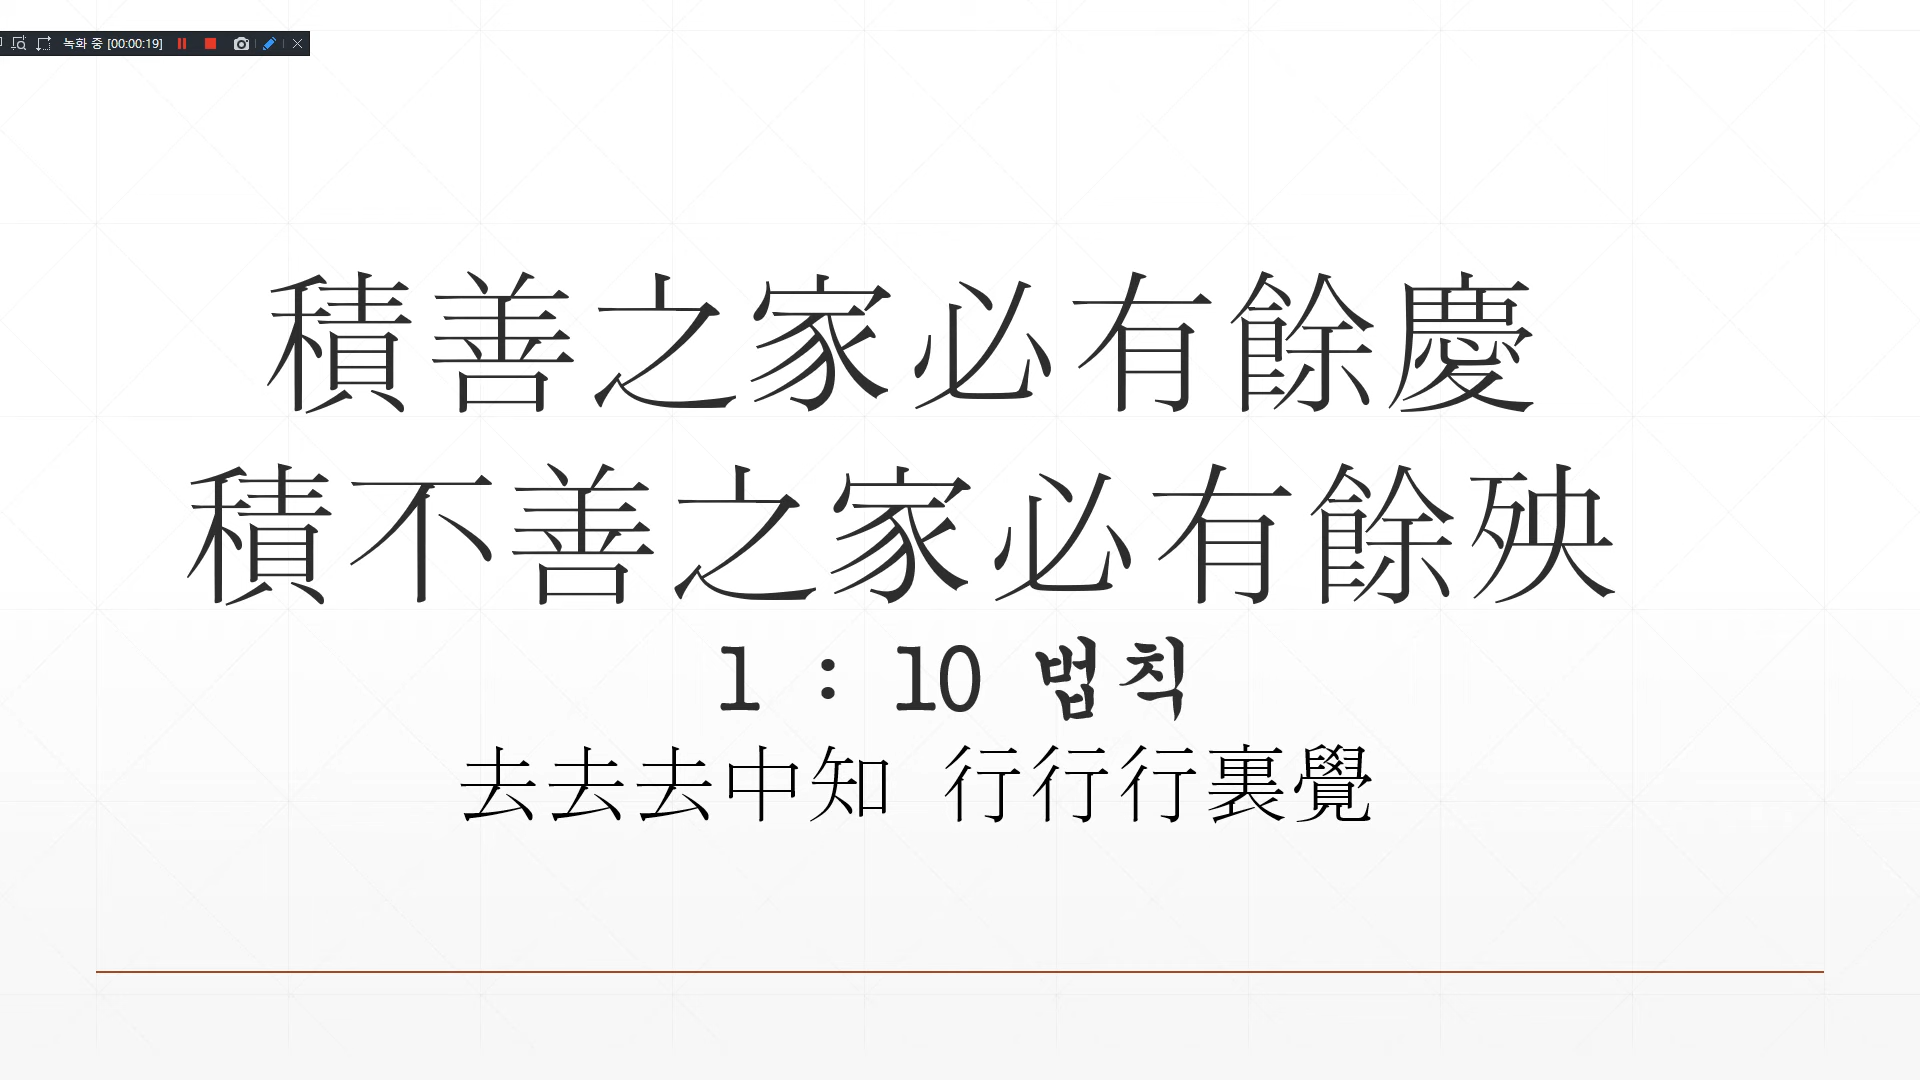 녹화 중 [00:00:19]
積善之家必有餘慶
積不善之家必有餘殃
1 : 10 법칙
去去去中知 行行行裏覺